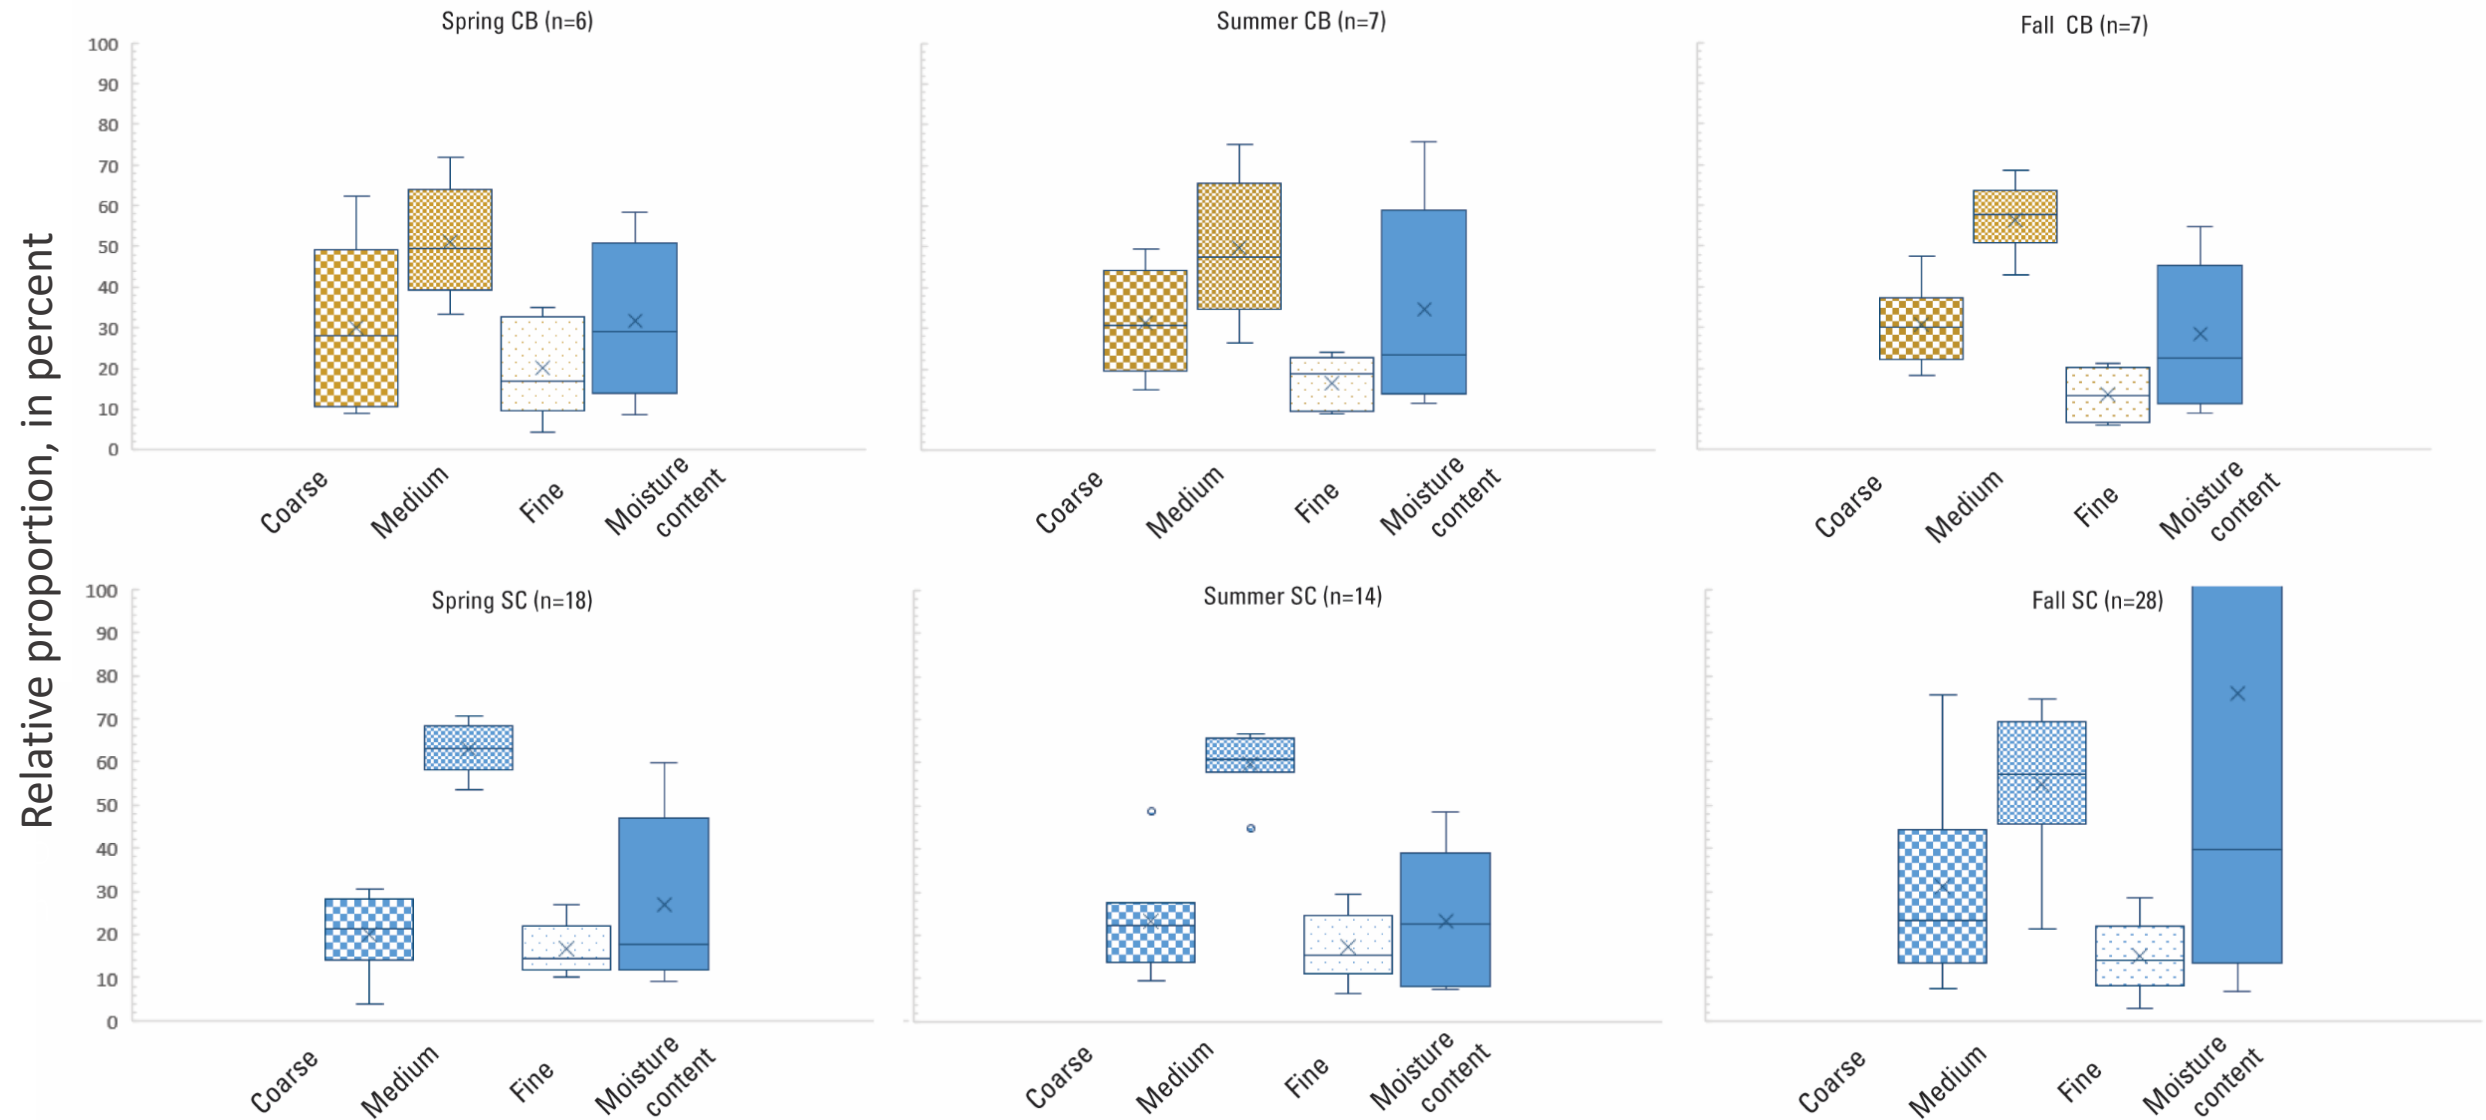 Relative proportion, in percent
Spring CB (n=6)
Summer CB (n=7)
Fall CB (n=7)
100
90
80
70
60
50
40
30
20
10
0
Coarse
Medium
Fine
Moisture
content
Coarse
Medium
Fine
Moisture
content
Coarse
Medium
Fine
Moisture
content
Spring SC (n=18)
Summer SC (n=14)
Fall SC (n=28)
100
90
80
70
60
50
40
30
20
10
0
Coarse
Medium
Fine
Moisture
content
Coarse
Medium
Fine
Moisture
content
Coarse
Medium
Fine
Moisture
content